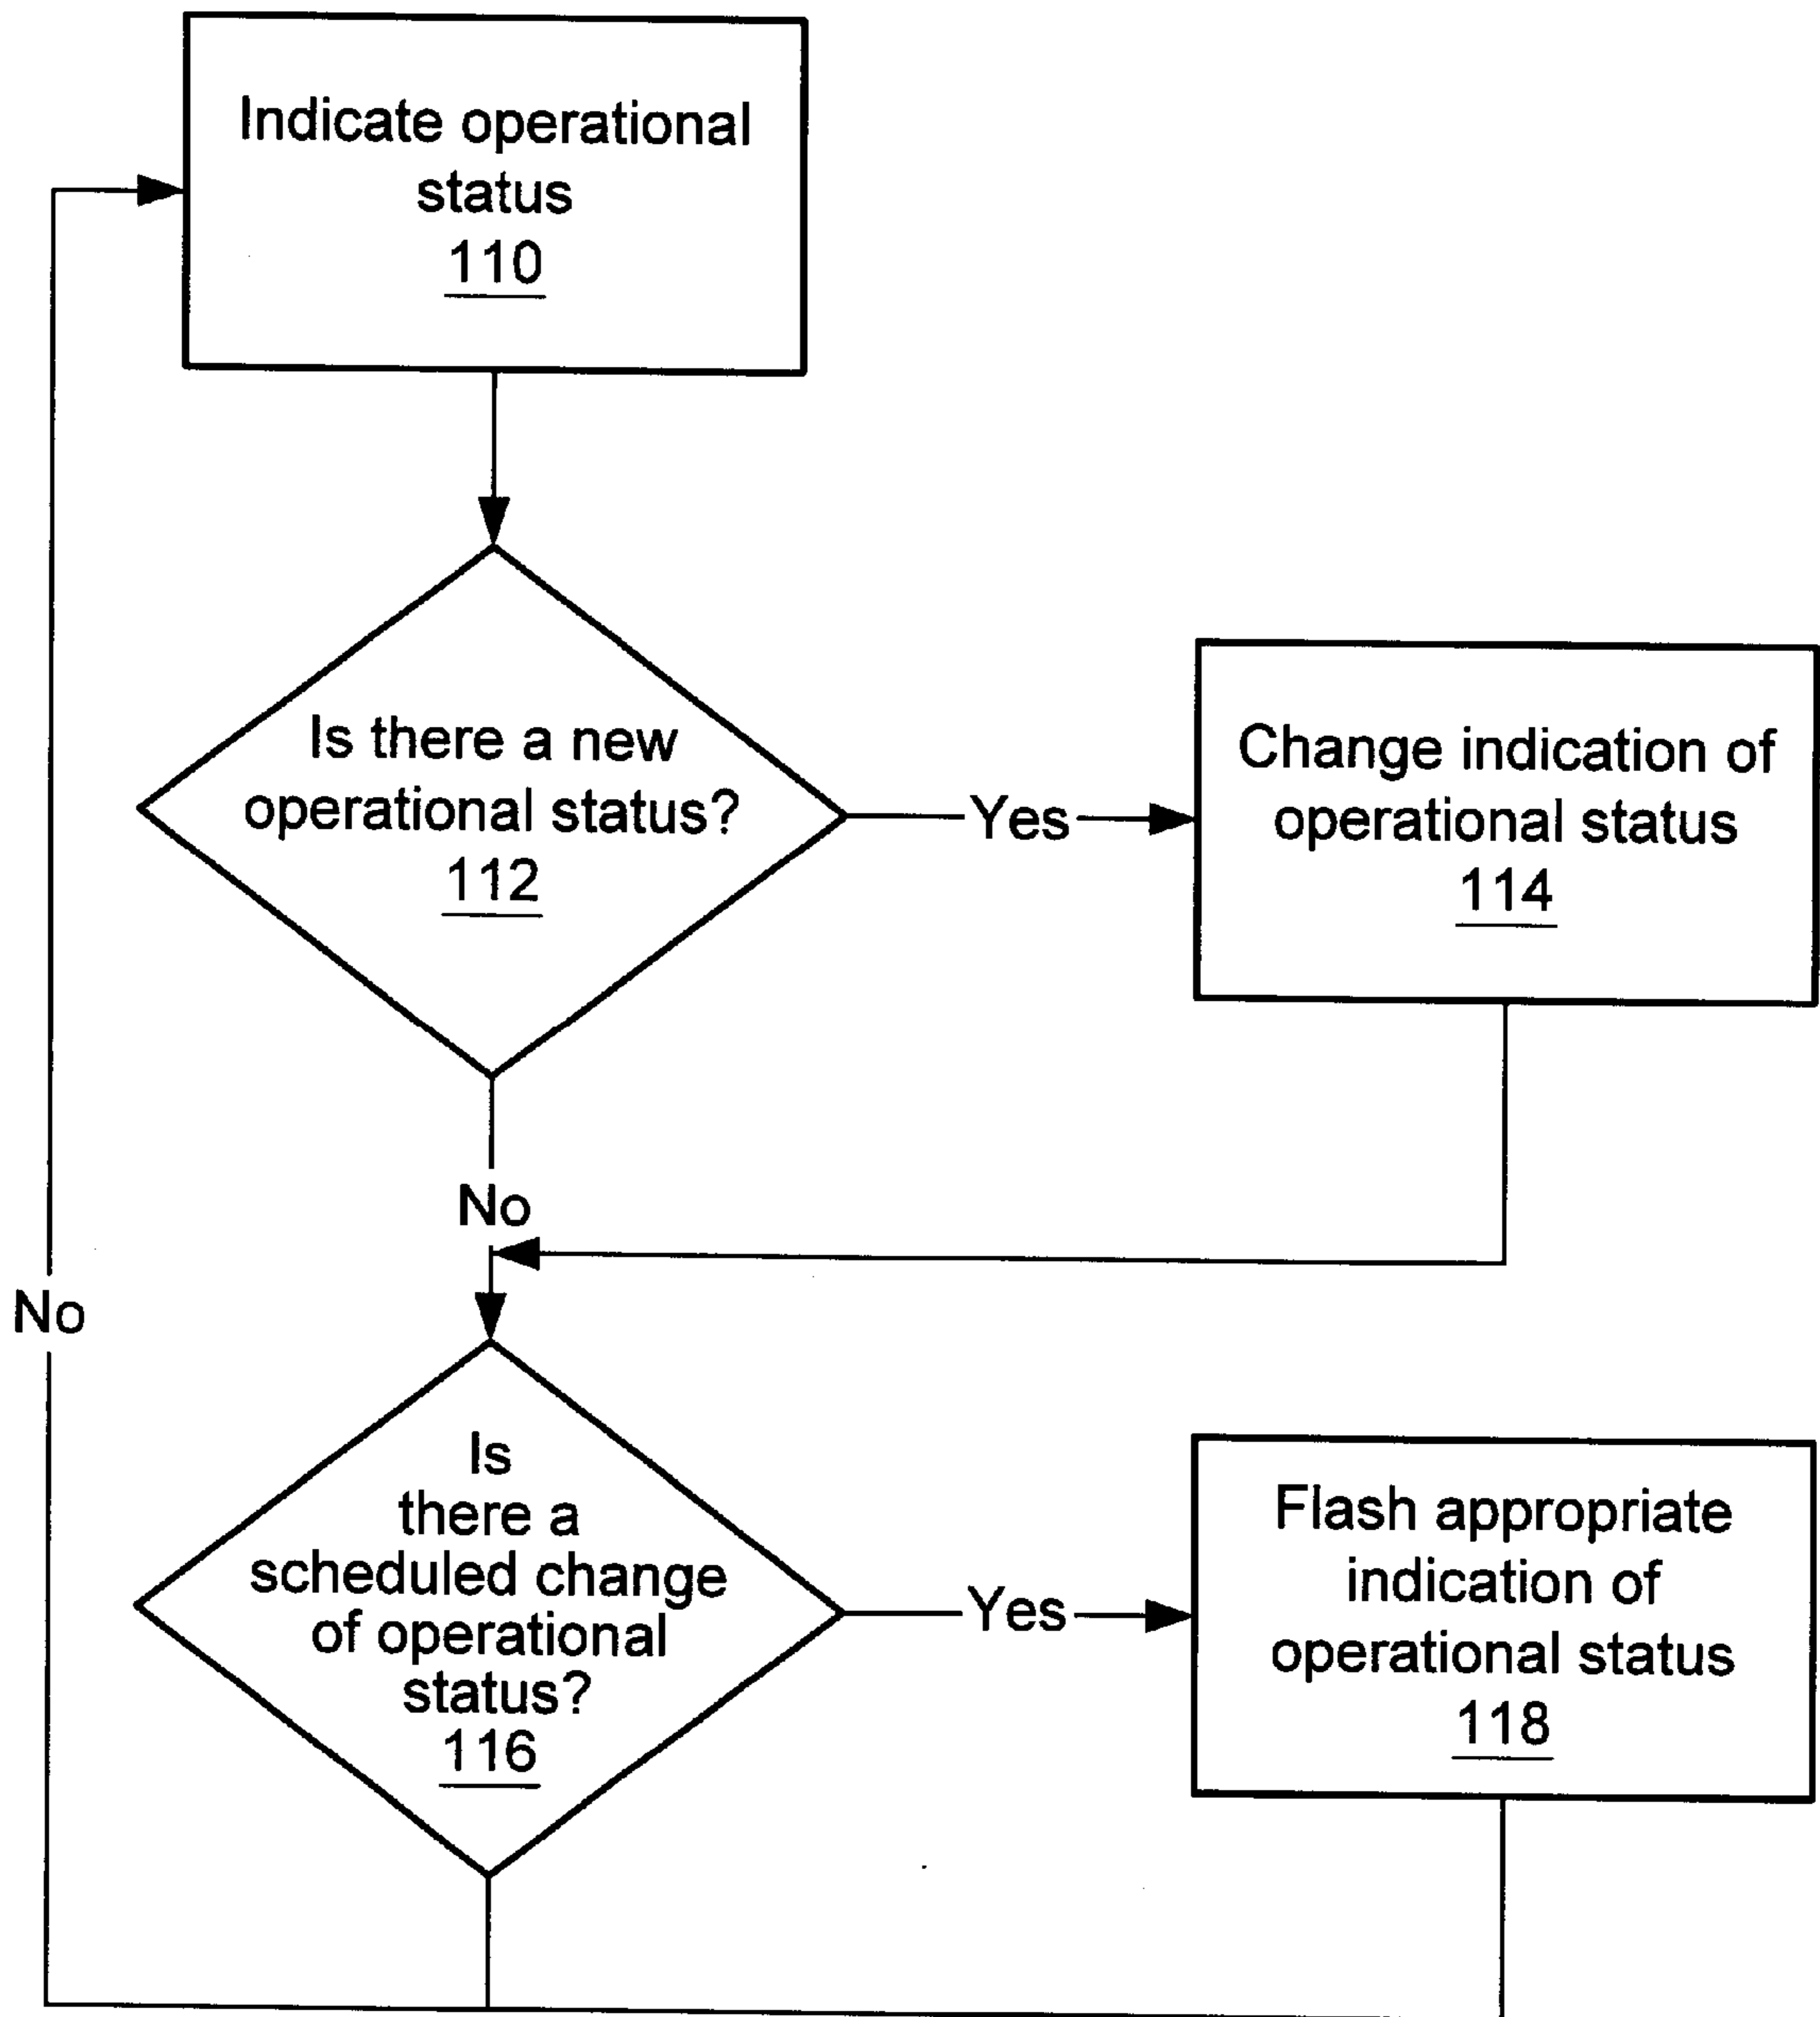 Indicate operational
status
110
Is there a new
operational status?
112
Yes
Change indication of
operational status
114
No
No
Is
there a
scheduled change
of operational
status?
116
Yes
Flash appropriate
indication of
operational status
118